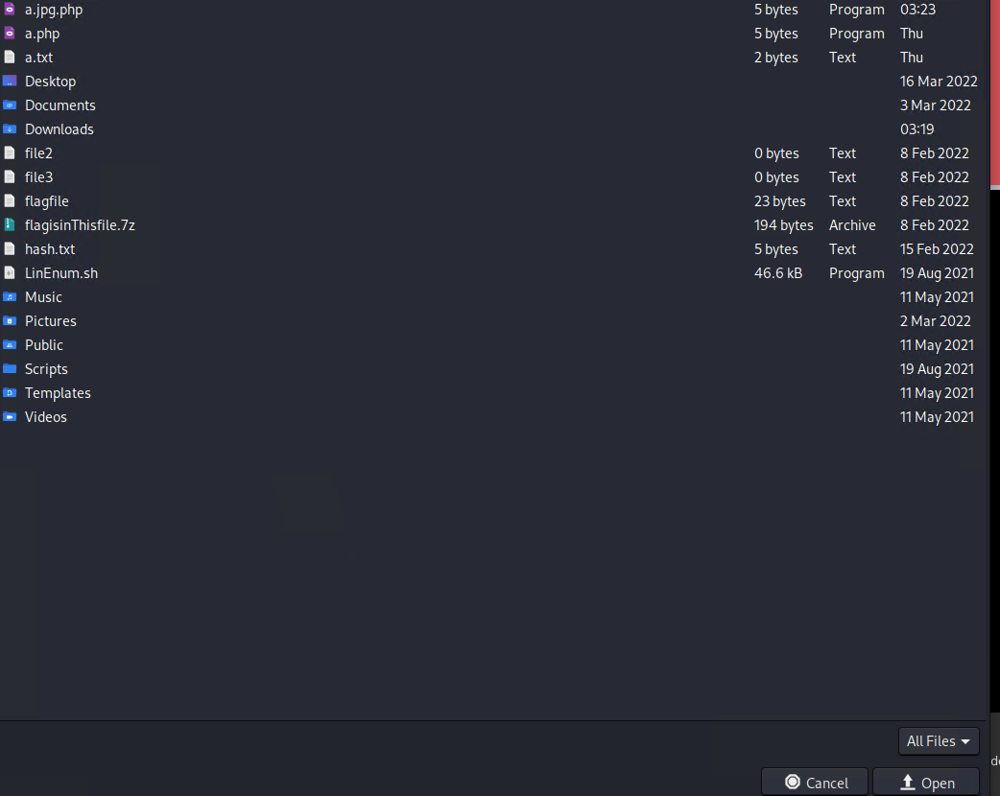 a.jpg.php 5 bytes Program 03:23
a.php 5 bytes Program Thu
a.txt 2 bytes Text Thu
Desktop 16 Mar 2022
Documents 3 Mar 2022
Downloads 03:19
file2 0 bytes Text 8 Feb 2022
file3 0 bytes Text 8 Feb 2022
flagfile 23 bytes Text 8 Feb 2022
flagisinThisfile.7z 194 bytes Archive 8 Feb 2022
hash.txt 5 bytes Text 15 Feb 2022
LinEnum.sh 46.6 kB Program 19 Aug 2021
Music 11 May 2021
Pictures 2 Mar 2022
Public 11 May 2021
Scripts 19 Aug 2021
Templates 11 May 2021
Videos 11 May 2021
All Files
Cancel Open